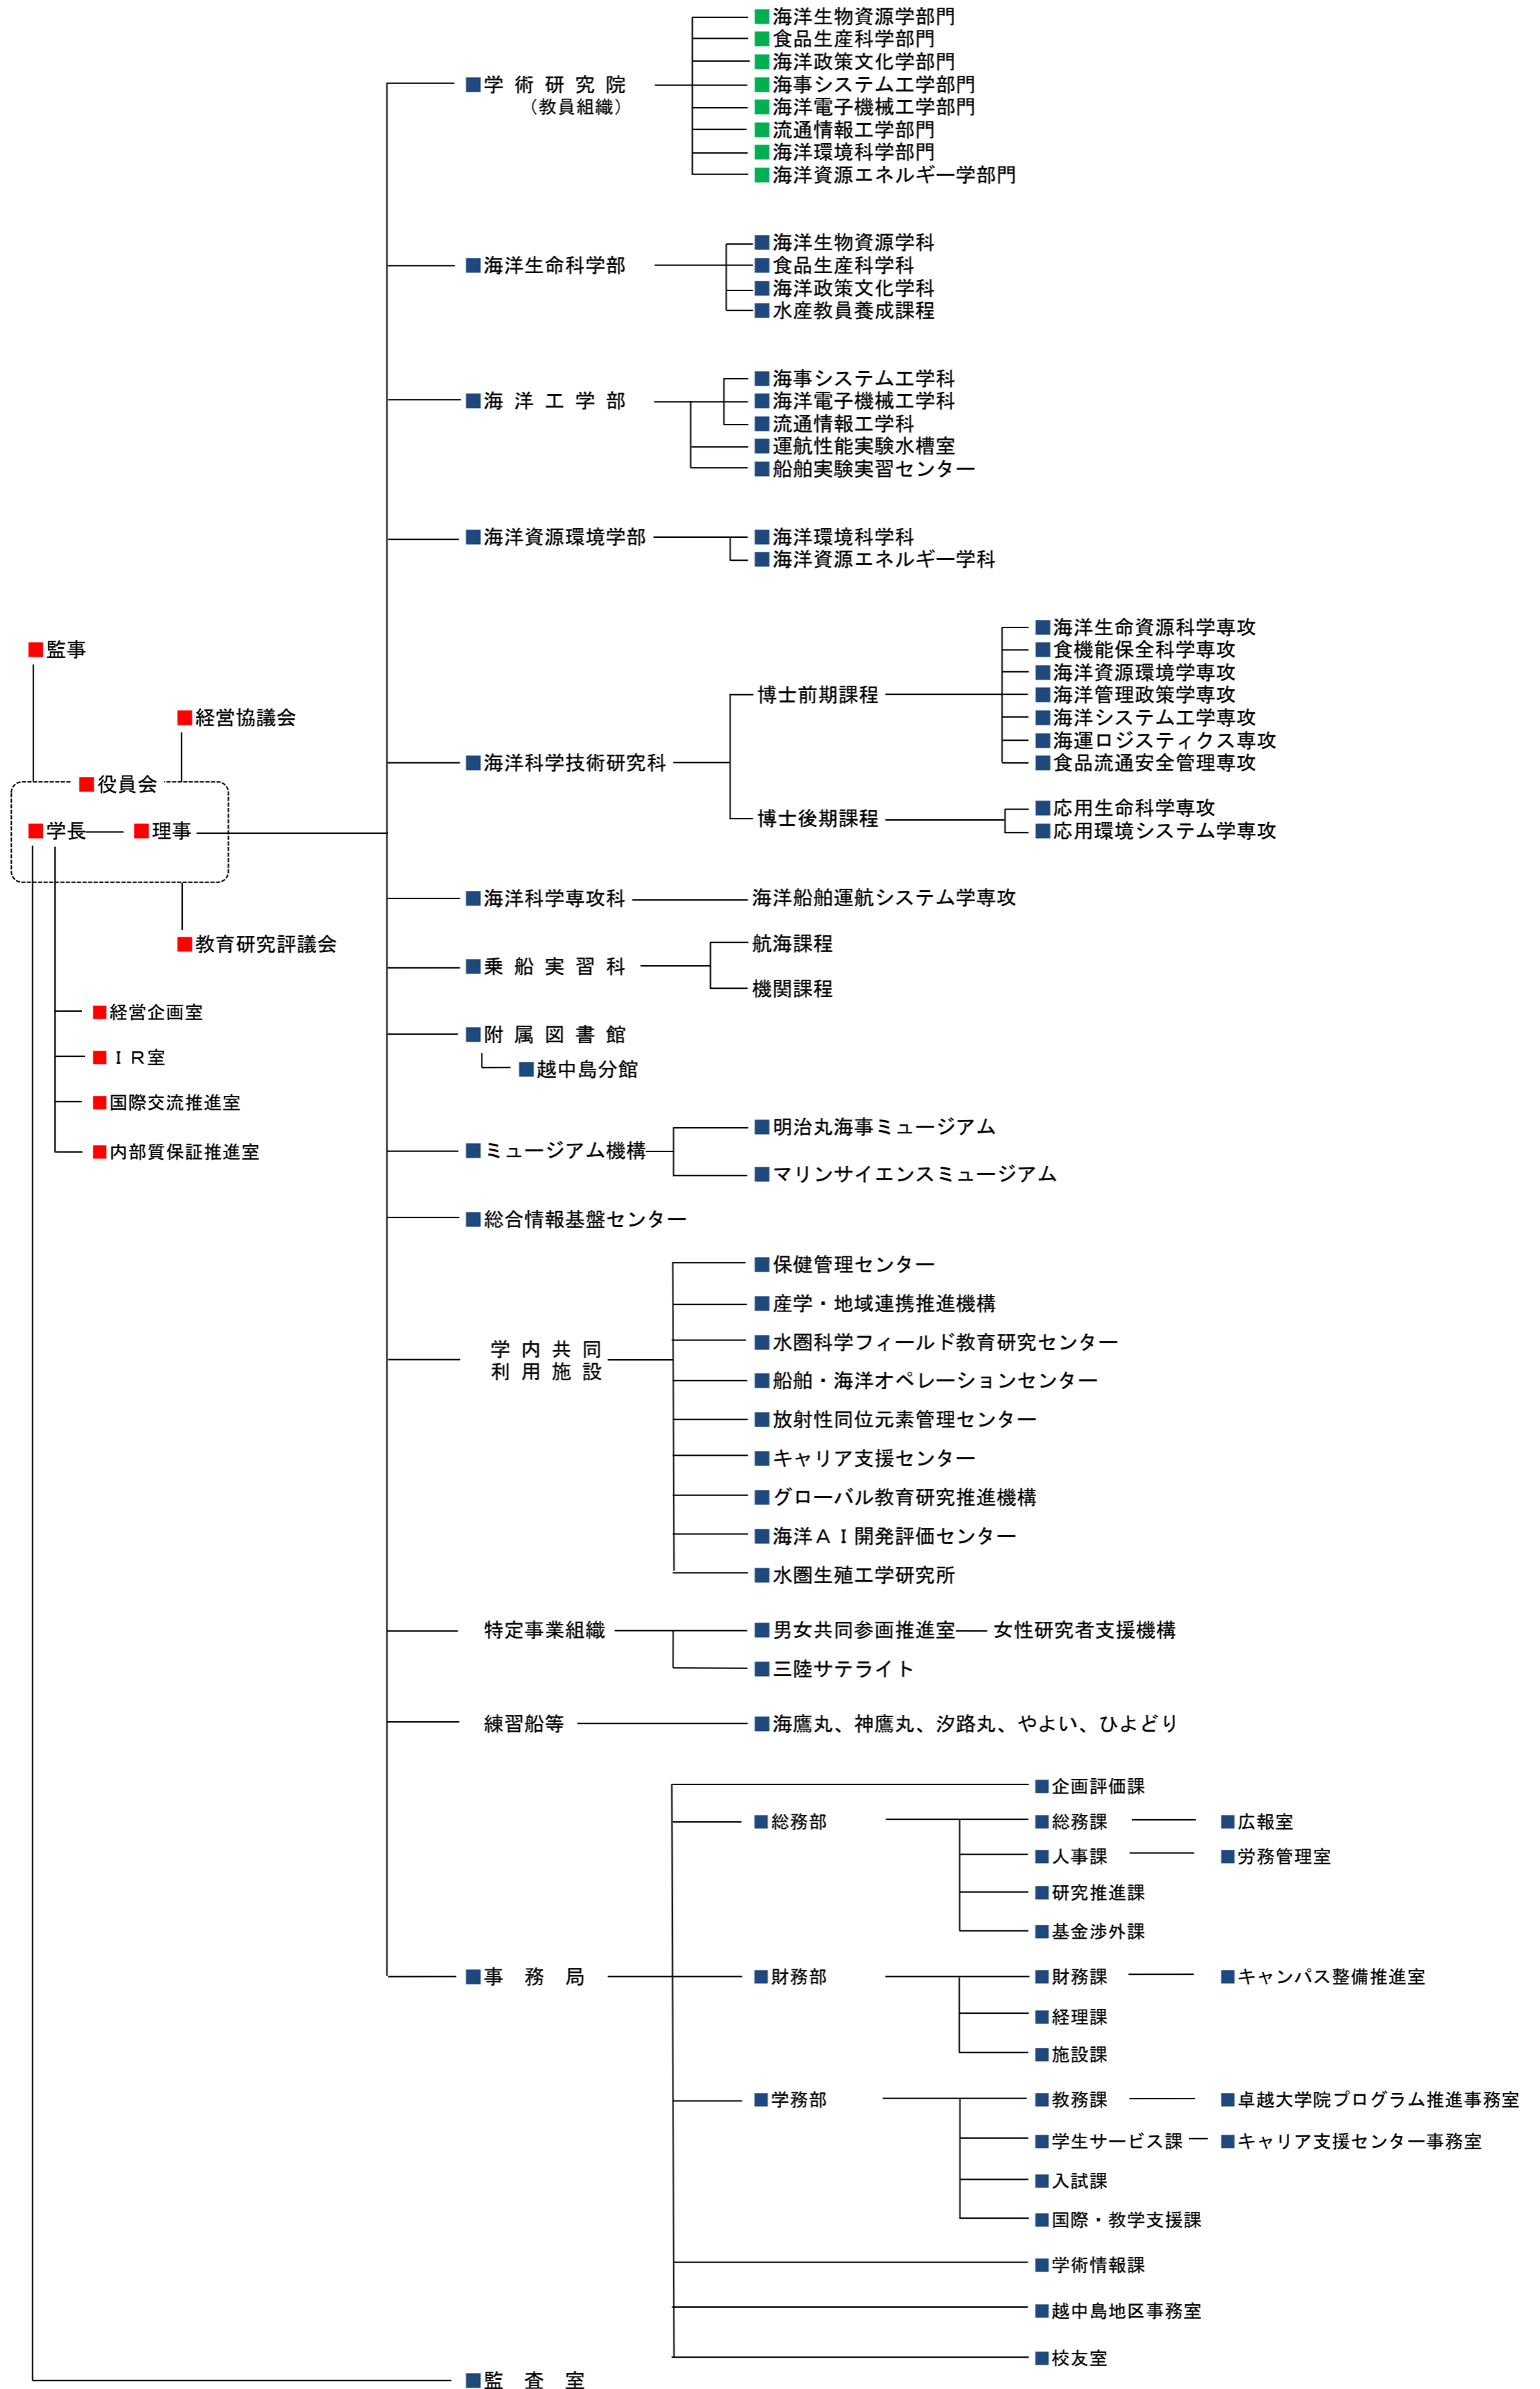 ■海洋生物資源学部門
■食品生産科学部門
■海洋政策文化学部門
■学術研究院
■海事システム工学部門
（教員組織）
■海洋電子機械工学部門
■流通情報工学部門
■海洋環境科学部門
■海洋資源エネルギー学部門
■海洋生物資源学科
■海洋生命科学部
■食品生産科学科
■海洋政策文化学科
■水産教員養成課程
■海事システム工学科
■海洋工学部
■海洋電子機械工学科
■流通情報工学科
■運航性能実験水槽室
■船舶実験実習センター
■海洋資源環境学部
■海洋環境科学科
■海洋資源エネルギー学科
■監事
■経営協議会
■役員会
■学長
■理事
■教育研究評議会
■経営企画室
■ＩＲ室
■国際交流推進室
■内部質保証推進室
■海洋科学技術研究科
博士前期課程
■海洋生命資源科学専攻
■食機能保全科学専攻
■海洋資源環境学専攻
■海洋管理政策学専攻
■海洋システム工学専攻
■海運ロジスティクス専攻
■食品流通安全管理専攻
博士後期課程
■応用生命科学専攻
■応用環境システム学専攻
■海洋科学専攻科
海洋船舶運航システム学専攻
■乗船実習科
航海課程
機関課程
■附属図書館
■越中島分館
■ミュージアム機構
■明治丸海事ミュージアム
■マリンサイエンスミュージアム
■総合情報基盤センター
学内共同
利用施設
■保健管理センター
■産学・地域連携推進機構
■水圏科学フィールド教育研究センター
■船舶・海洋オペレーションセンター
■放射性同位元素管理センター
■キャリア支援センター
■グローバル教育研究推進機構
■海洋ＡＩ開発評価センター
■水圏生殖工学研究所
特定事業組織
■男女共同参画推進室
女性研究者支援機構
■三陸サテライト
練習船等
■海鷹丸、神鷹丸、汐路丸、やよい、ひよどり
■事務局
■企画評価課
■総務部
■総務課
■広報室
■人事課
■労務管理室
■研究推進課
■基金渉外課
■財務部
■財務課
■キャンパス整備推進室
■経理課
■施設課
■学務部
■教務課
■卓越大学院プログラム推進事務室
■学生サービス課
■キャリア支援センター事務室
■入試課
■国際・教学支援課
■学術情報課
■越中島地区事務室
■校友室
■監査室